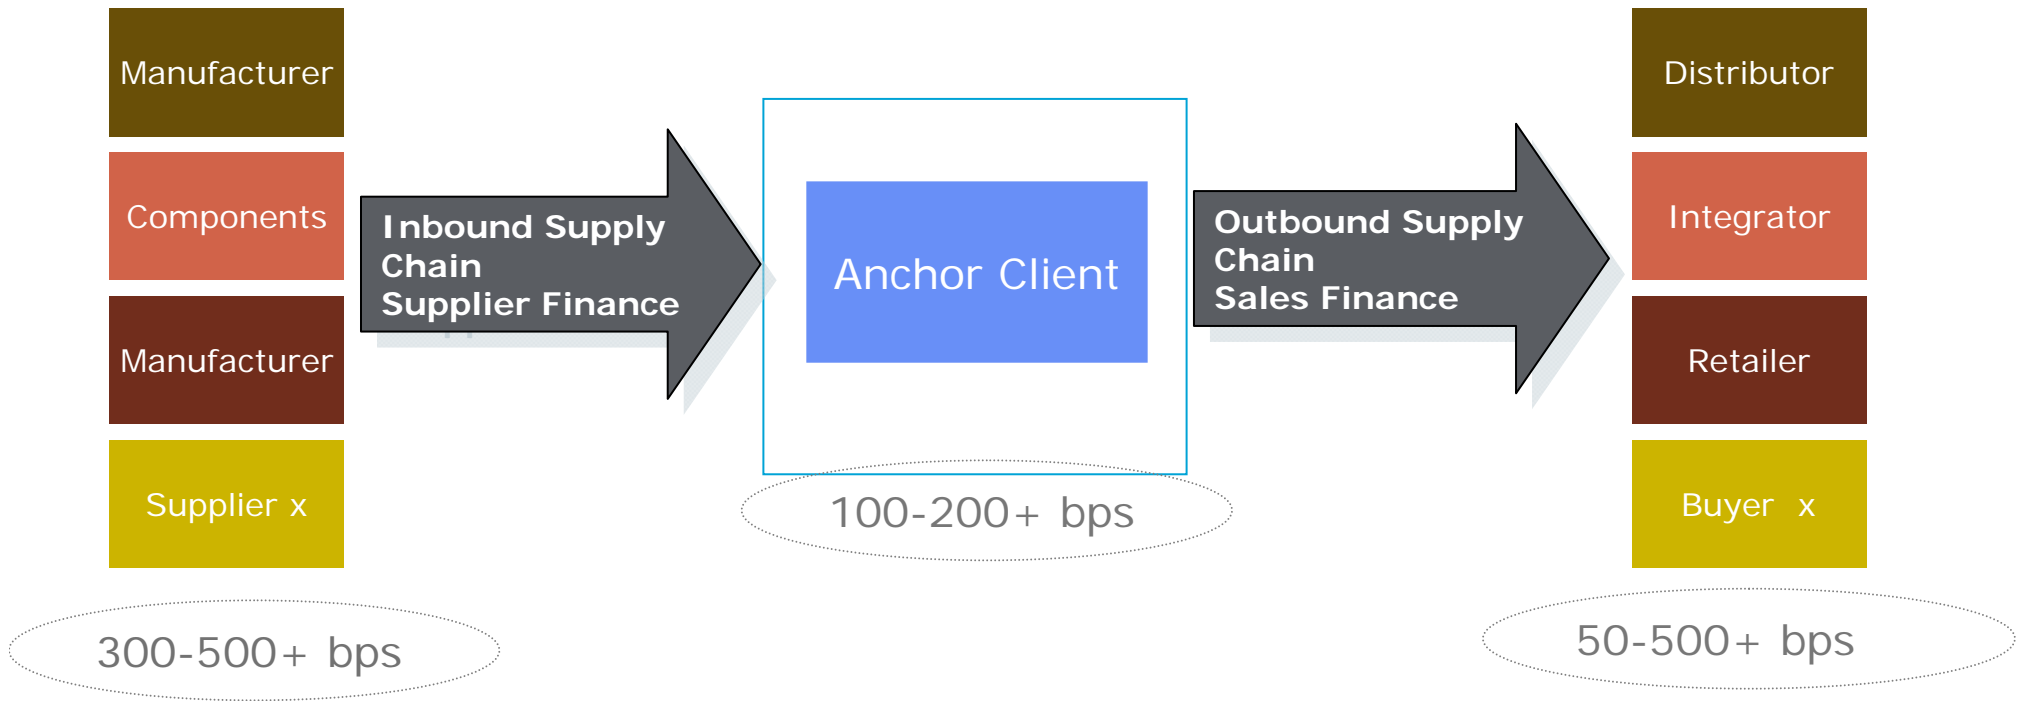 Manufacturer
Components
Manufacturer
Supplier x
300-500+ bps
Inbound Supply
Chain
Supplier Finance
Anchor Client
100-200+ bps
Outbound Supply
Chain
Sales Finance
Distributor
Integrator
Retailer
Buyer x
50-500+ bps